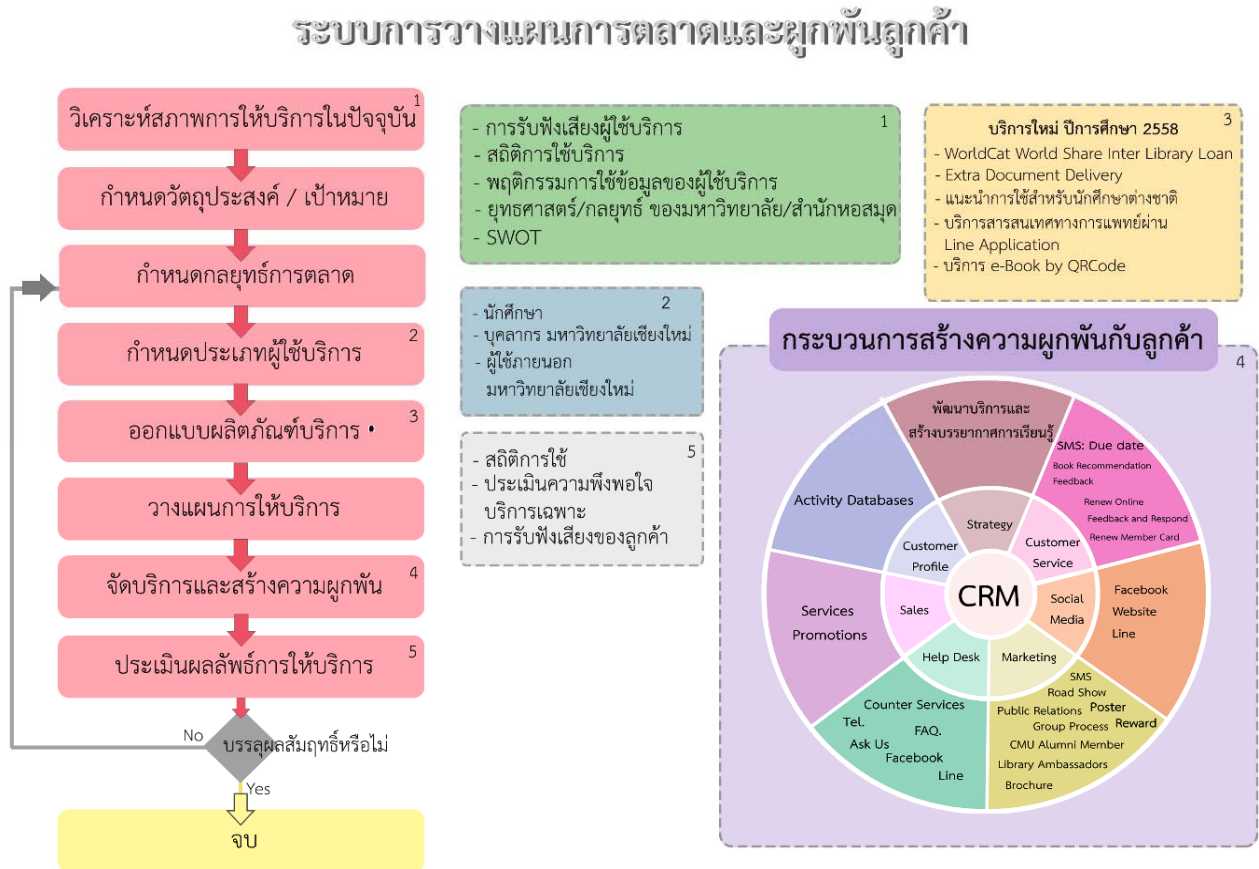 ระบบการวางแผนการตลาดและผูกพันลูกค้า
วิเคราะห์สภาพการให้บริการในปัจจุบัน 1
กำหนดวัตถุประสงค์ / เป้าหมาย
กำหนดกลยุทธ์การตลาด
กำหนดประเภทผู้ใช้บริการ 2
ออกแบบผลิตภัณฑ์บริการ • 3
วางแผนการให้บริการ
จัดบริการและสร้างความผูกพัน 4
ประเมินผลลัพธ์การให้บริการ 5
No
บรรลุผลสัมฤทธิ์หรือไม่
Yes
จบ
1
- การรับฟังเสียงผู้ใช้บริการ
- สถิติการใช้บริการ
- พฤติกรรมการใช้ข้อมูลของผู้ใช้บริการ
- ยุทธศาสตร์/กลยุทธ์ ของมหาวิทยาลัย/สำนักหอสมุด
- SWOT
2
- นักศึกษา
- บุคลากร มหาวิทยาลัยเชียงใหม่
- ผู้ใช้ภายนอก
มหาวิทยาลัยเชียงใหม่
5
- สถิติการใช้
- ประเมินความพึงพอใจ
บริการเฉพาะ
- การรับฟังเสียงของลูกค้า
บริการใหม่ ปีการศึกษา 2558 3
- WorldCat World Share Inter Library Loan
- Extra Document Delivery
- แนะนำการใช้สำหรับนักศึกษาต่างชาติ
- บริการสารสนเทศทางการแพทย์ผ่าน
Line Application
- บริการ e-Book by QRCode
กระบวนการสร้างความผูกพันกับลูกค้า
4
พัฒนาบริการและ
สร้างบรรยากาศการเรียนรู้
SMS: Due date
Book Recommendation
Feedback
Renew Online
Feedback and Respond
Renew Member Card
Activity Databases
Strategy
Customer
Profile
Customer
Service
CRM
Services
Promotions
Sales
Social
Media
Facebook
Website
Line
Help Desk
Marketing
Counter Services
Tel.
FAQ.
Ask Us
Facebook
Line
SMS
Road Show
Public Relations
Poster
Group Process
Reward
CMU Alumni Member
Library Ambassadors
Brochure